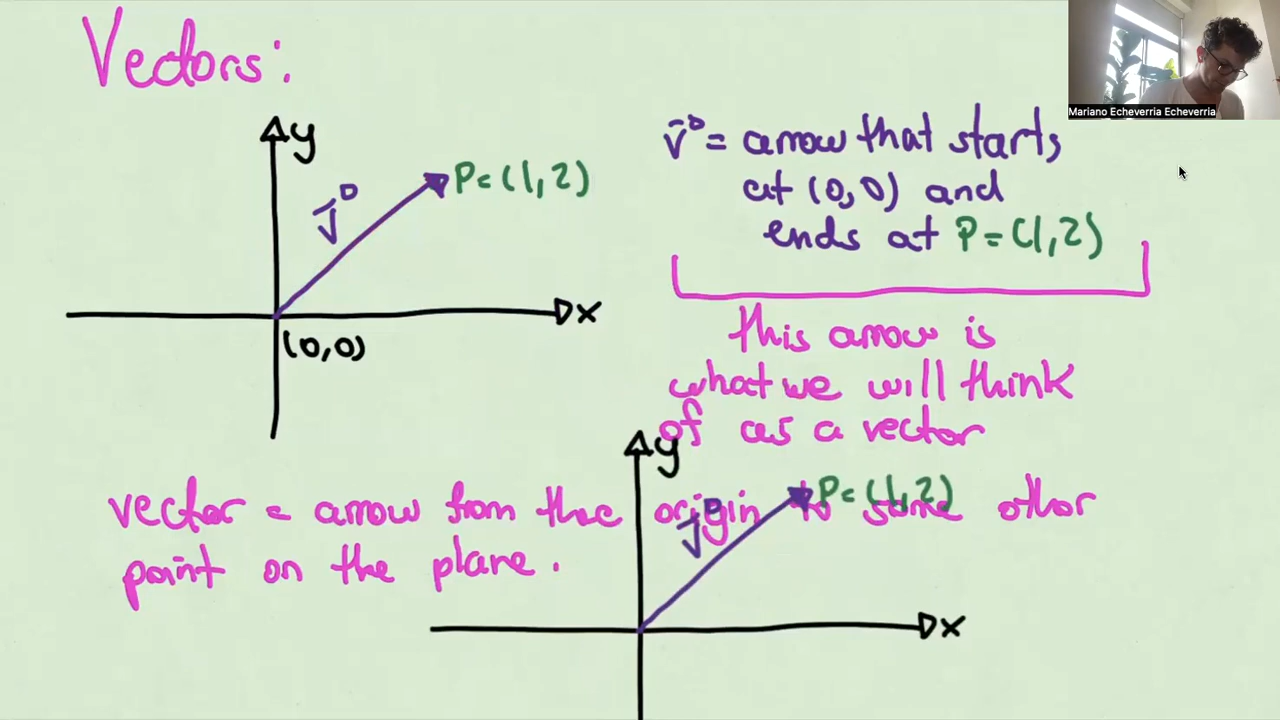 Vectors:
y
P=(1,2)
v
x
(0,0)
Mariano Echeverria Echeverria
v = arrow that starts
at (0,0) and
ends at P=(1,2)
this arrow is
what we will think
of as a vector
vector = arrow from the origin to some other
point on the plane.
y
P=(1,2)
v
x